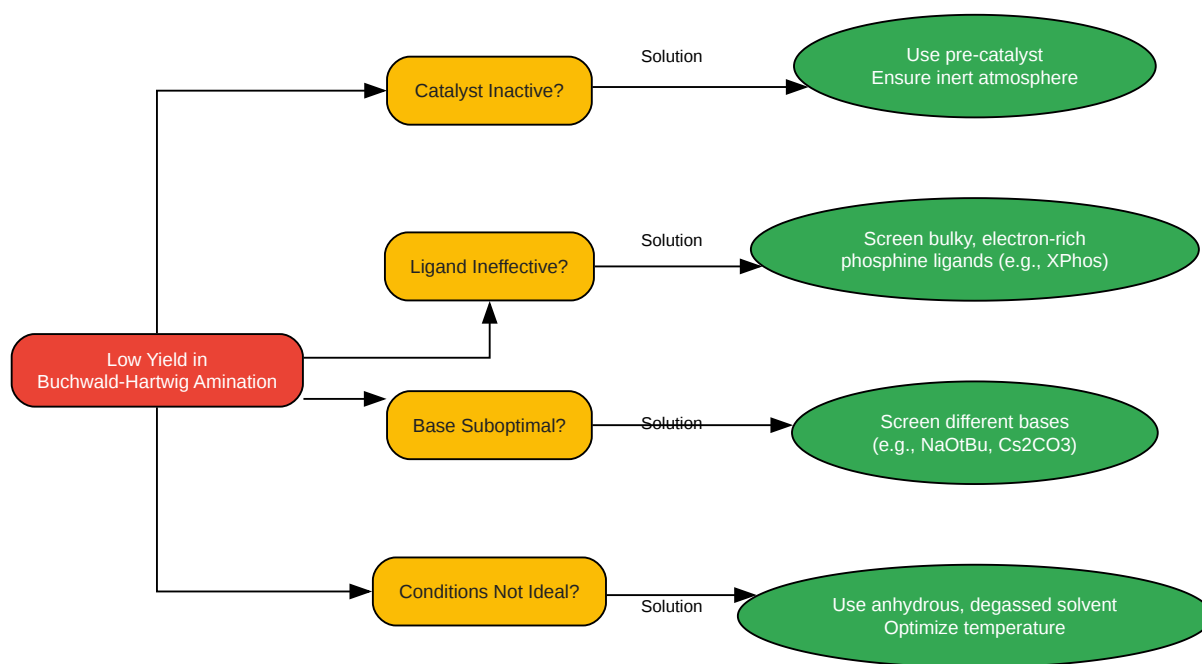 Low Yield in
Buchwald-Hartwig Amination
Catalyst Inactive?
Solution
Use pre-catalyst
Ensure inert atmosphere
Ligand Ineffective?
Solution
Screen bulky, electron-rich
phosphine ligands (e.g., XPhos)
Base Suboptimal?
Solution
Screen different bases
(e.g., NaOtBu, Cs2CO3)
Conditions Not Ideal?
Solution
Use anhydrous, degassed solvent
Optimize temperature